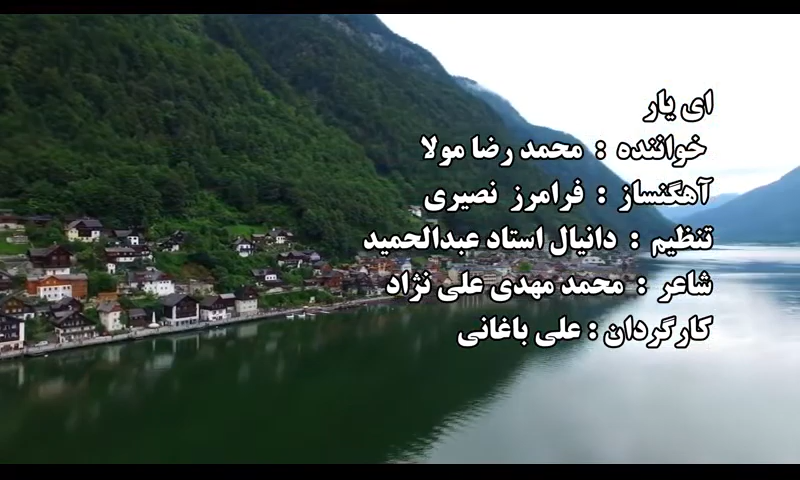 ای یار
خواننده : محمد رضا مولا
آهنگساز : فرامرز نصیری
تنظیم : دانیال استاد عبدالحمید
شاعر : محمد مهدی علی نژاد
کارگردان : علی باغانی